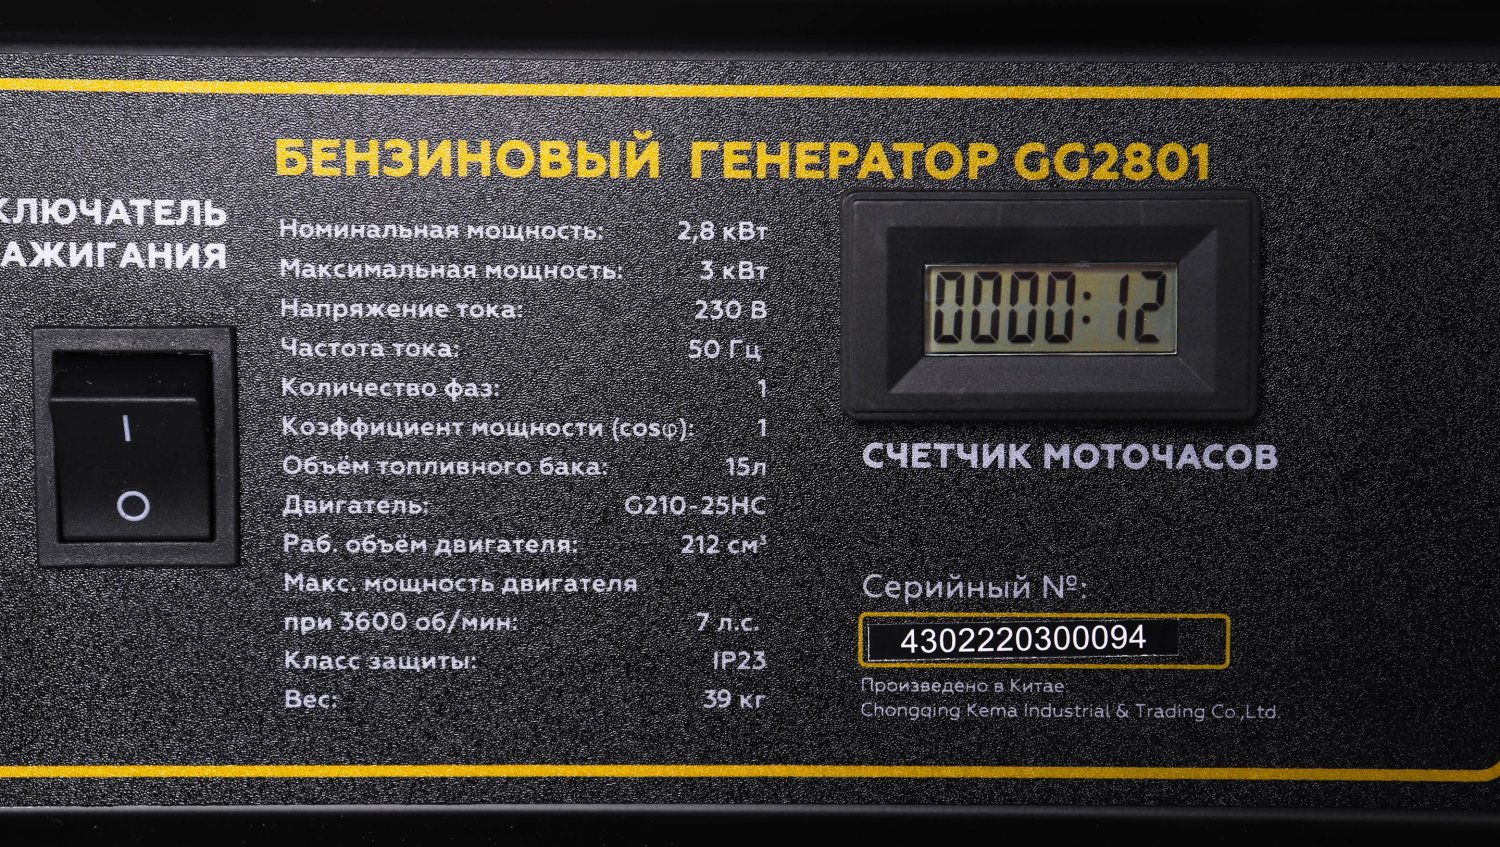 БЕНЗИНОВЫЙ ГЕНЕРАТОР GG2801
КЛЮЧАТЕЛЬ
АЖИГАНИЯ
I
O
Номинальная мощность: 2,8 кВт
Максимальная мощность: 3 кВт
Напряжение тока: 230 В
Частота тока: 50 Гц
Количество фаз: 1
Коэффициент мощности (cosφ): 1
Объём топливного бака: 15л
Двигатель: G210-25HC
Раб. объём двигателя: 212 см³
Макс. мощность двигателя
при 3600 об/мин: 7 л.с.
Класс защиты: IP23
Вес: 39 кг
0000:12
СЧЕТЧИК МОТОЧАСОВ
Серийный №:
4302220300094
Произведено в Китае
Chongqing Kema Industrial & Trading Co.,Ltd.